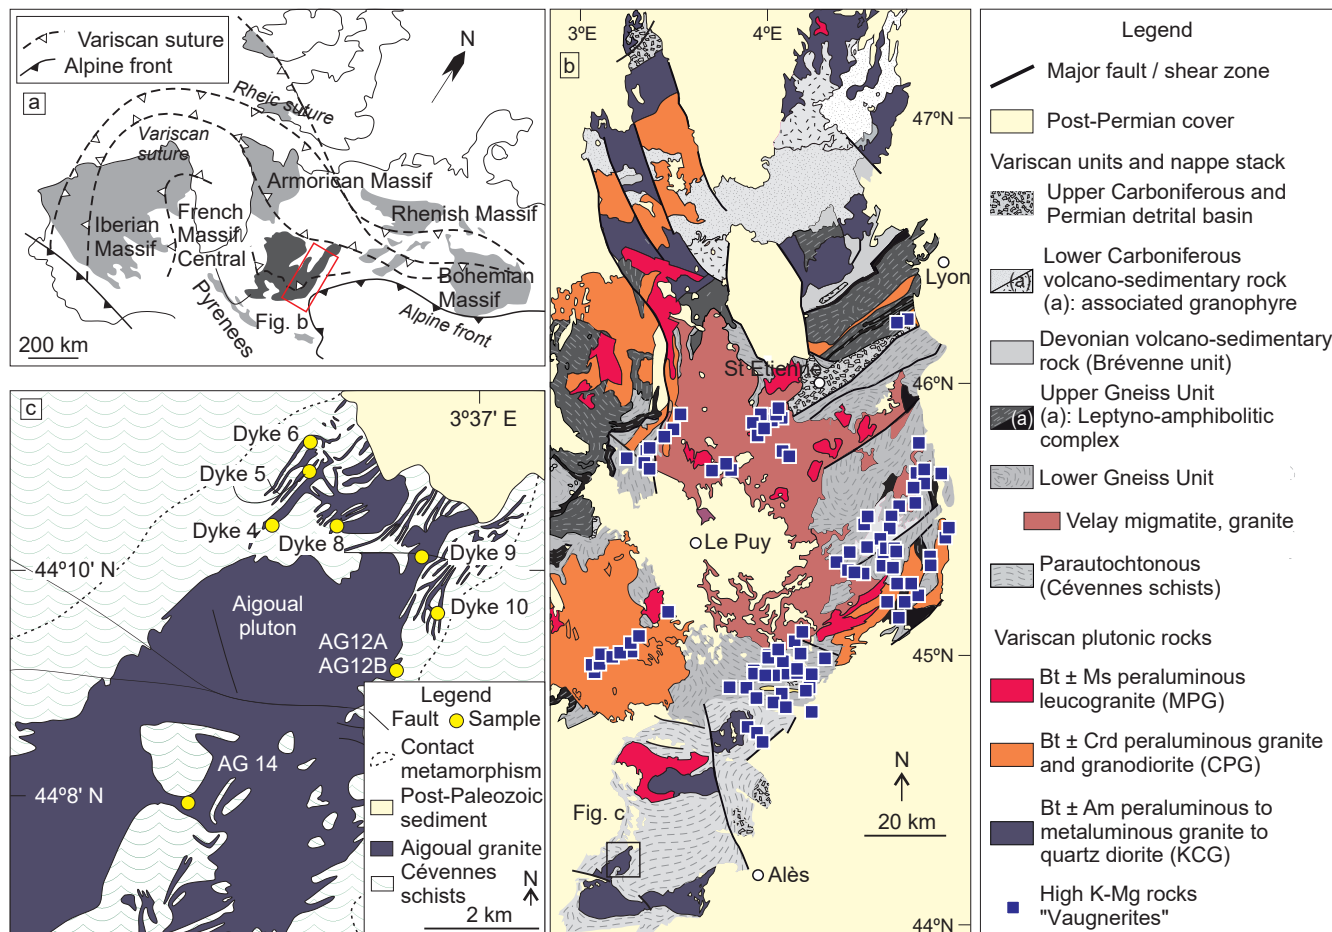 Variscan suture
Alpine front
N
a
Rheic suture
Variscan
suture
Armorican Massif
Rhenish Massif
Iberian
Massif
French
Massif
Central
Bohemian
Massif
Pyrenees
Fig. b
Alpine front
200 km
b
3ºE
4ºE
47ºN
Lyon
St Etienne
46ºN
Le Puy
45ºN
N
20 km
Fig. c
Alès
44ºN
c
3º37' E
Dyke 6
Dyke 5
Dyke 4
Dyke 8
Dyke 9
44º10' N
Dyke 10
Aigoual
pluton
AG12A
AG12B
AG 14
44º8' N
Legend
Fault
Sample
Contact
metamorphism
Post-Paleozoic
sediment
Aigoual granite
Cévennes
schists
N
2 km
Legend
Major fault / shear zone
Post-Permian cover
Variscan units and nappe stack
Upper Carboniferous and
Permian detrital basin
(a)
Lower Carboniferous
volcano-sedimentary rock
(a): associated granophyre
Devonian volcano-sedimentary
rock (Brévenne unit)
(a)
Upper Gneiss Unit
(a): Leptyno-amphibolitic
complex
Lower Gneiss Unit
Velay migmatite, granite
Parautochtonous
(Cévennes schists)
Variscan plutonic rocks
Bt ± Ms peraluminous
leucogranite (MPG)
Bt ± Crd peraluminous granite
and granodiorite (CPG)
Bt ± Am peraluminous to
metaluminous granite to
quartz diorite (KCG)
High K-Mg rocks
"Vaugnerites"